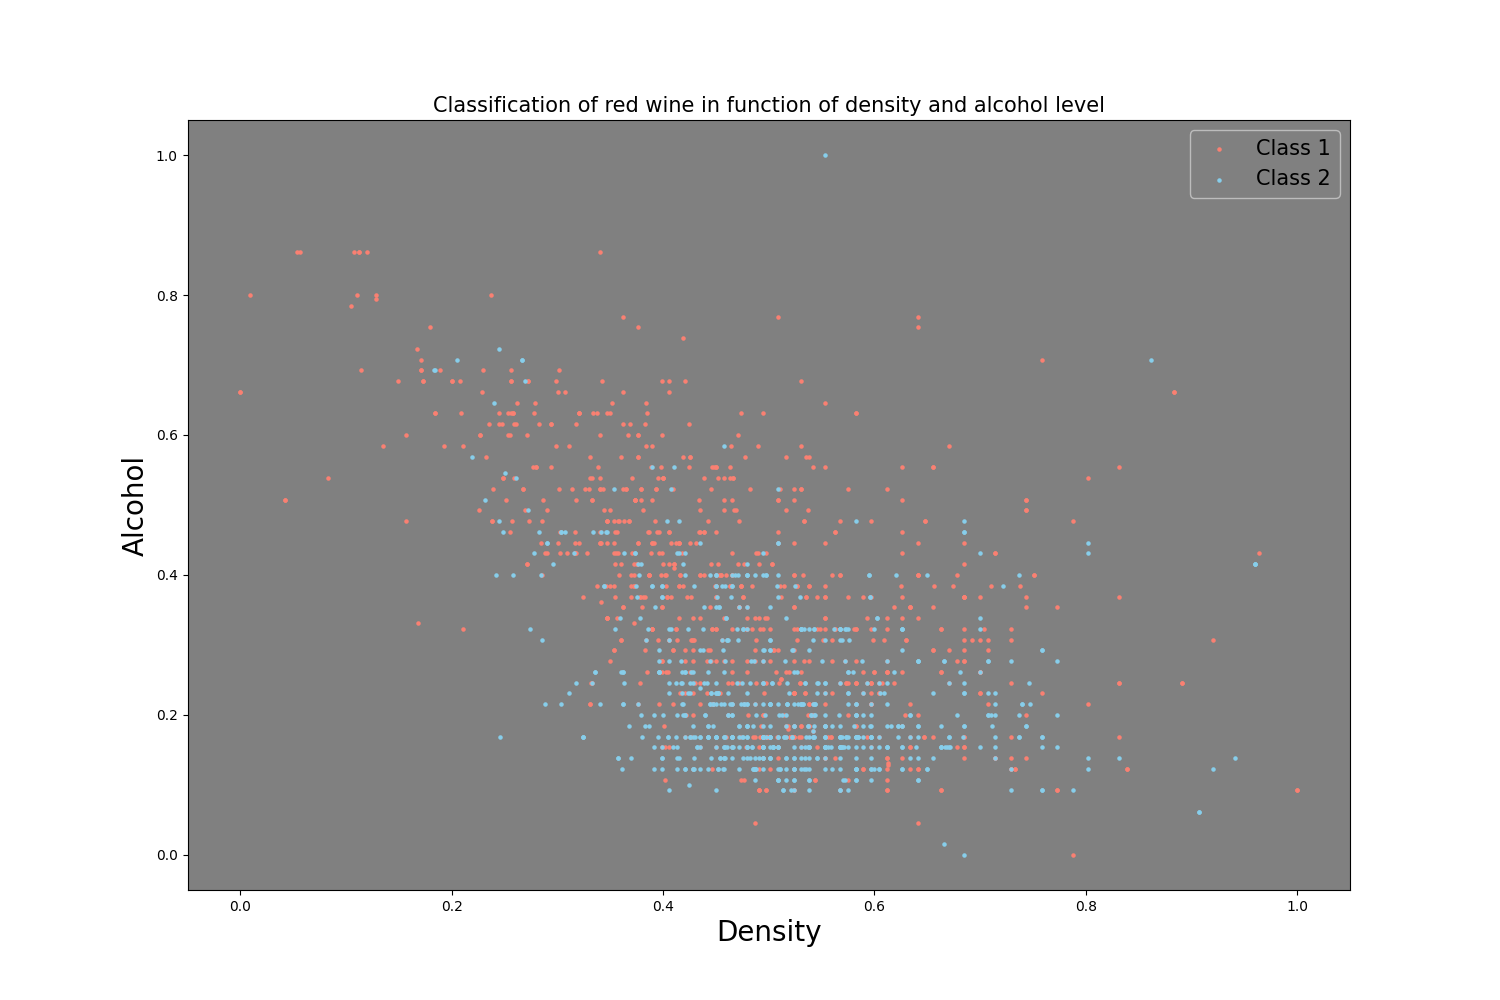 Classification of red wine in function of density and alcohol level
Class 1
Class 2
1.0
0.8
0.6
0.4
0.2
0.0
Alcohol
0.0 0.2 0.4 0.6 0.8 1.0
Density